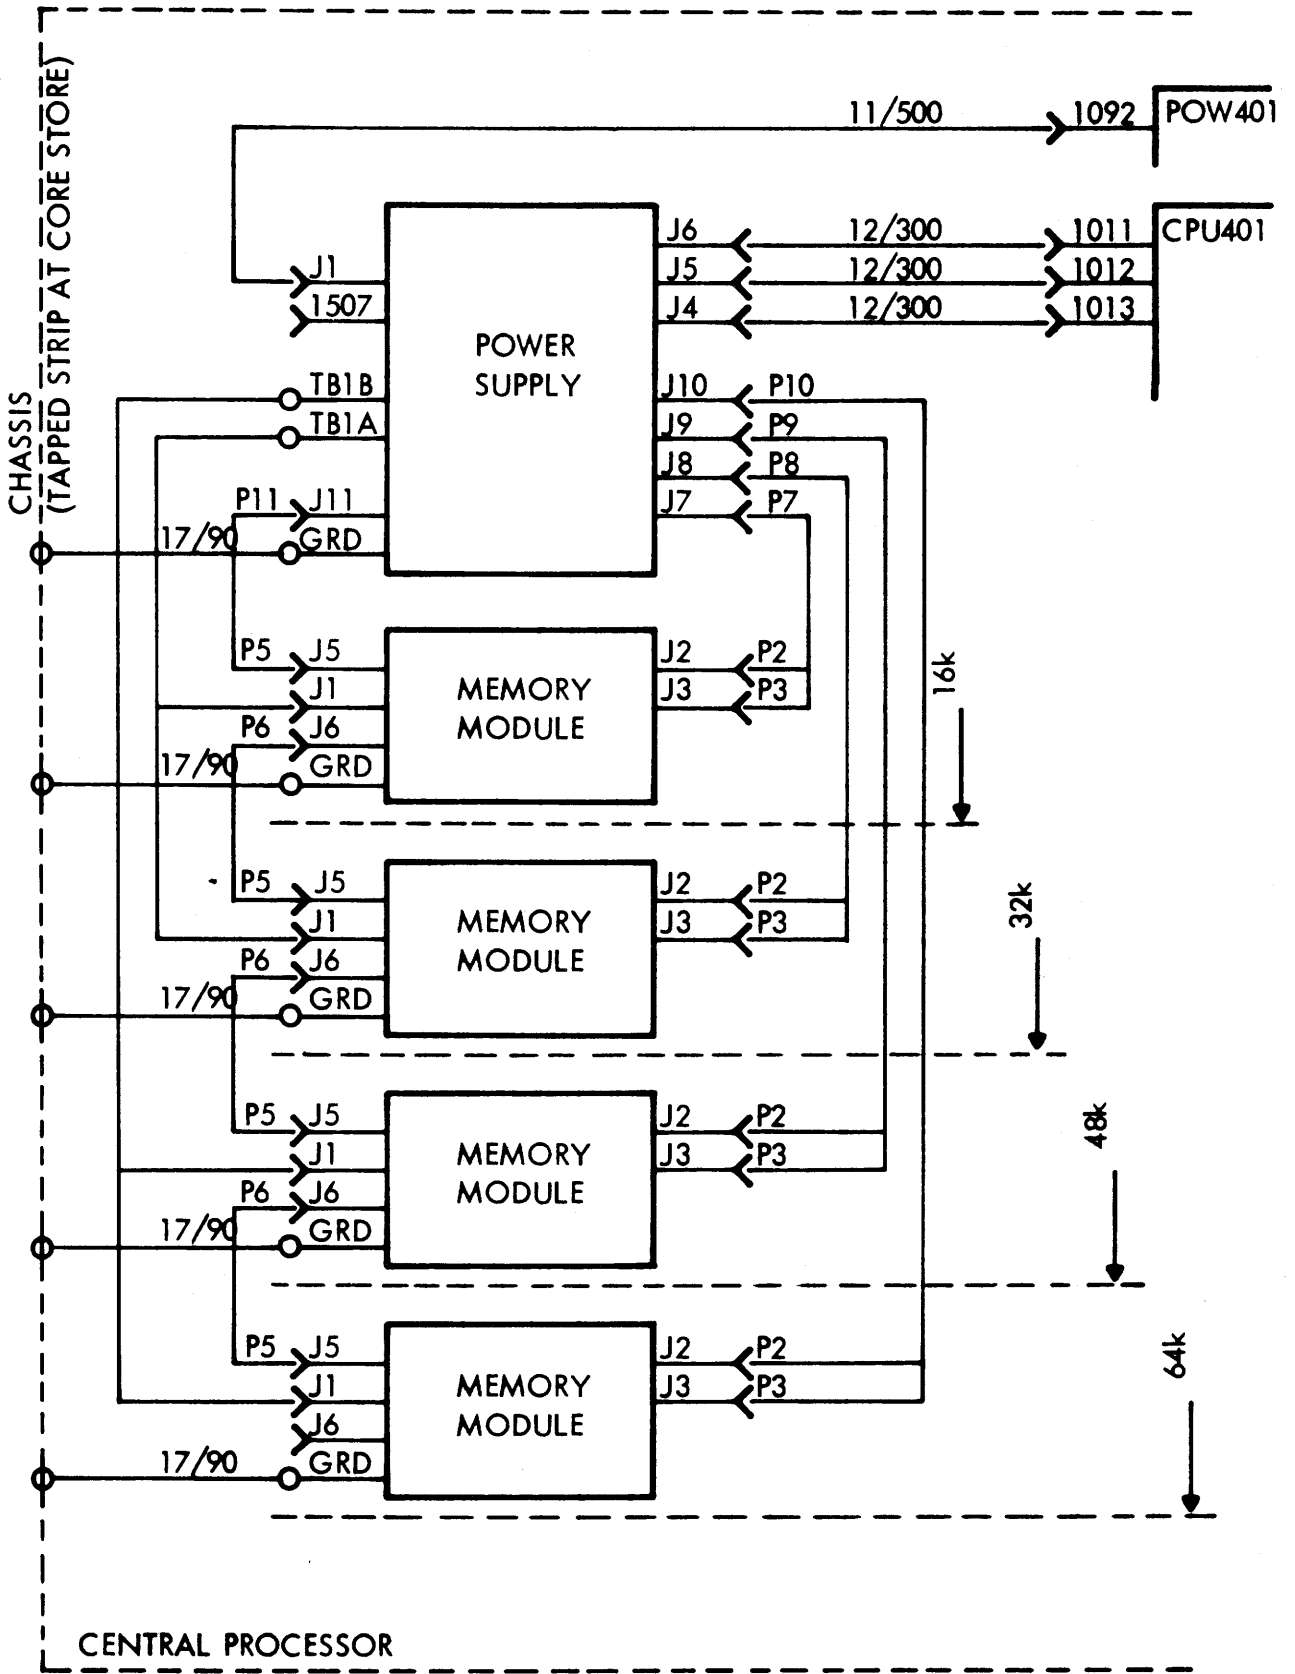 CHASSIS
(TAPPED STRIP AT CORE STORE)
11/500
1092
POW401
J6
12/300
1011
CPU401
J1
J5
12/300
1012
1507
J4
12/300
1013
POWER
SUPPLY
TB1B
J10
P10
TB1A
J9
P9
J8
P8
P11
J11
J7
P7
17/90
GRD
P5
J5
J2
P2
J1
MEMORY
MODULE
J3
P3
P6
J6
17/90
GRD
16k
P5
J5
J2
P2
J1
MEMORY
MODULE
J3
P3
P6
J6
17/90
GRD
32k
P5
J5
J2
P2
J1
MEMORY
MODULE
J3
P3
P6
J6
17/90
GRD
48k
P5
J5
J2
P2
J1
MEMORY
MODULE
J3
P3
J6
17/90
GRD
64k
CENTRAL PROCESSOR